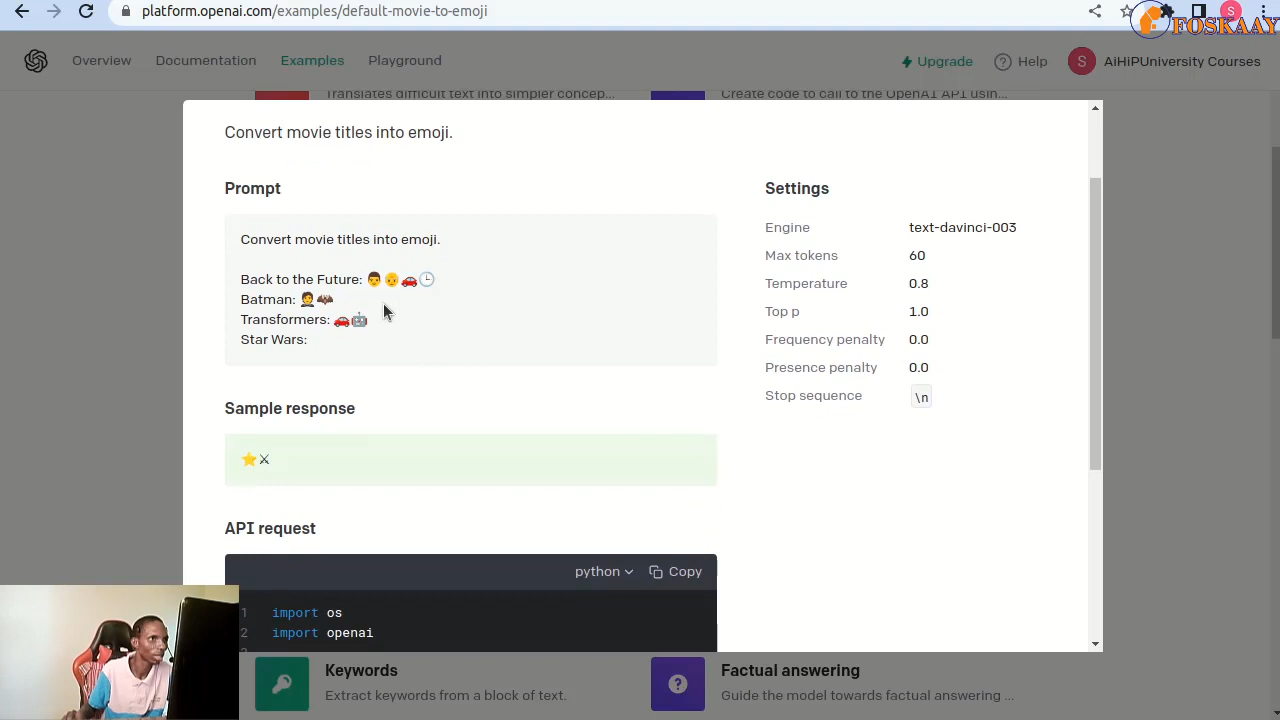 platform.openai.com/examples/default-movie-to-emoji
S
FOSKAAY
Overview
Documentation
Examples
Playground
Upgrade
Help
S
AiHiPUniversity Courses
Translates difficult text into simpler concep...
Create code to call to the OpenAI API usin...
Convert movie titles into emoji.
Prompt
Convert movie titles into emoji.
Back to the Future: 👨👴🚗🕒
Batman: 🤵🦇
Transformers: 🚗🤖
Star Wars:
Settings
Engine text-davinci-003
Max tokens 60
Temperature 0.8
Top p 1.0
Frequency penalty 0.0
Presence penalty 0.0
Stop sequence \n
Sample response
⭐⚔
API request
python Copy
1 import os
2 import openai
Keywords
Extract keywords from a block of text.
Factual answering
Guide the model towards factual answering ...